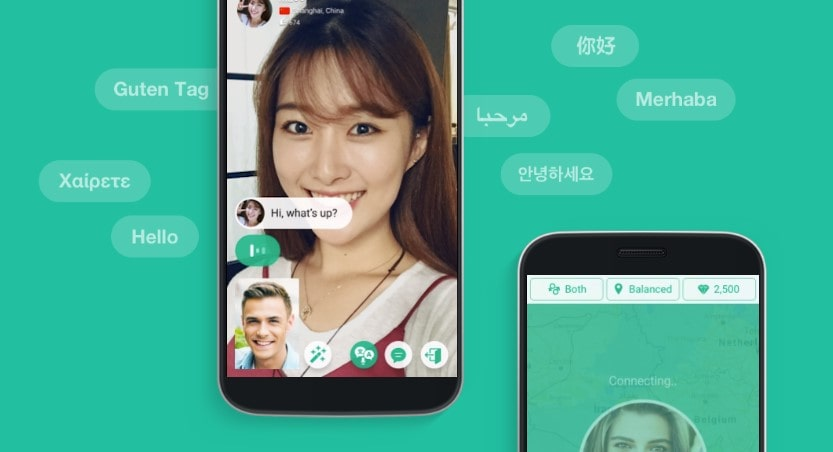 Shanghai, China
674
Guten Tag
你好
Merhaba
مرحبا
안녕하세요
Χαίρετε
Hello
Hi, what's up?
Both
Balanced
2,500
Connecting..
Belgium